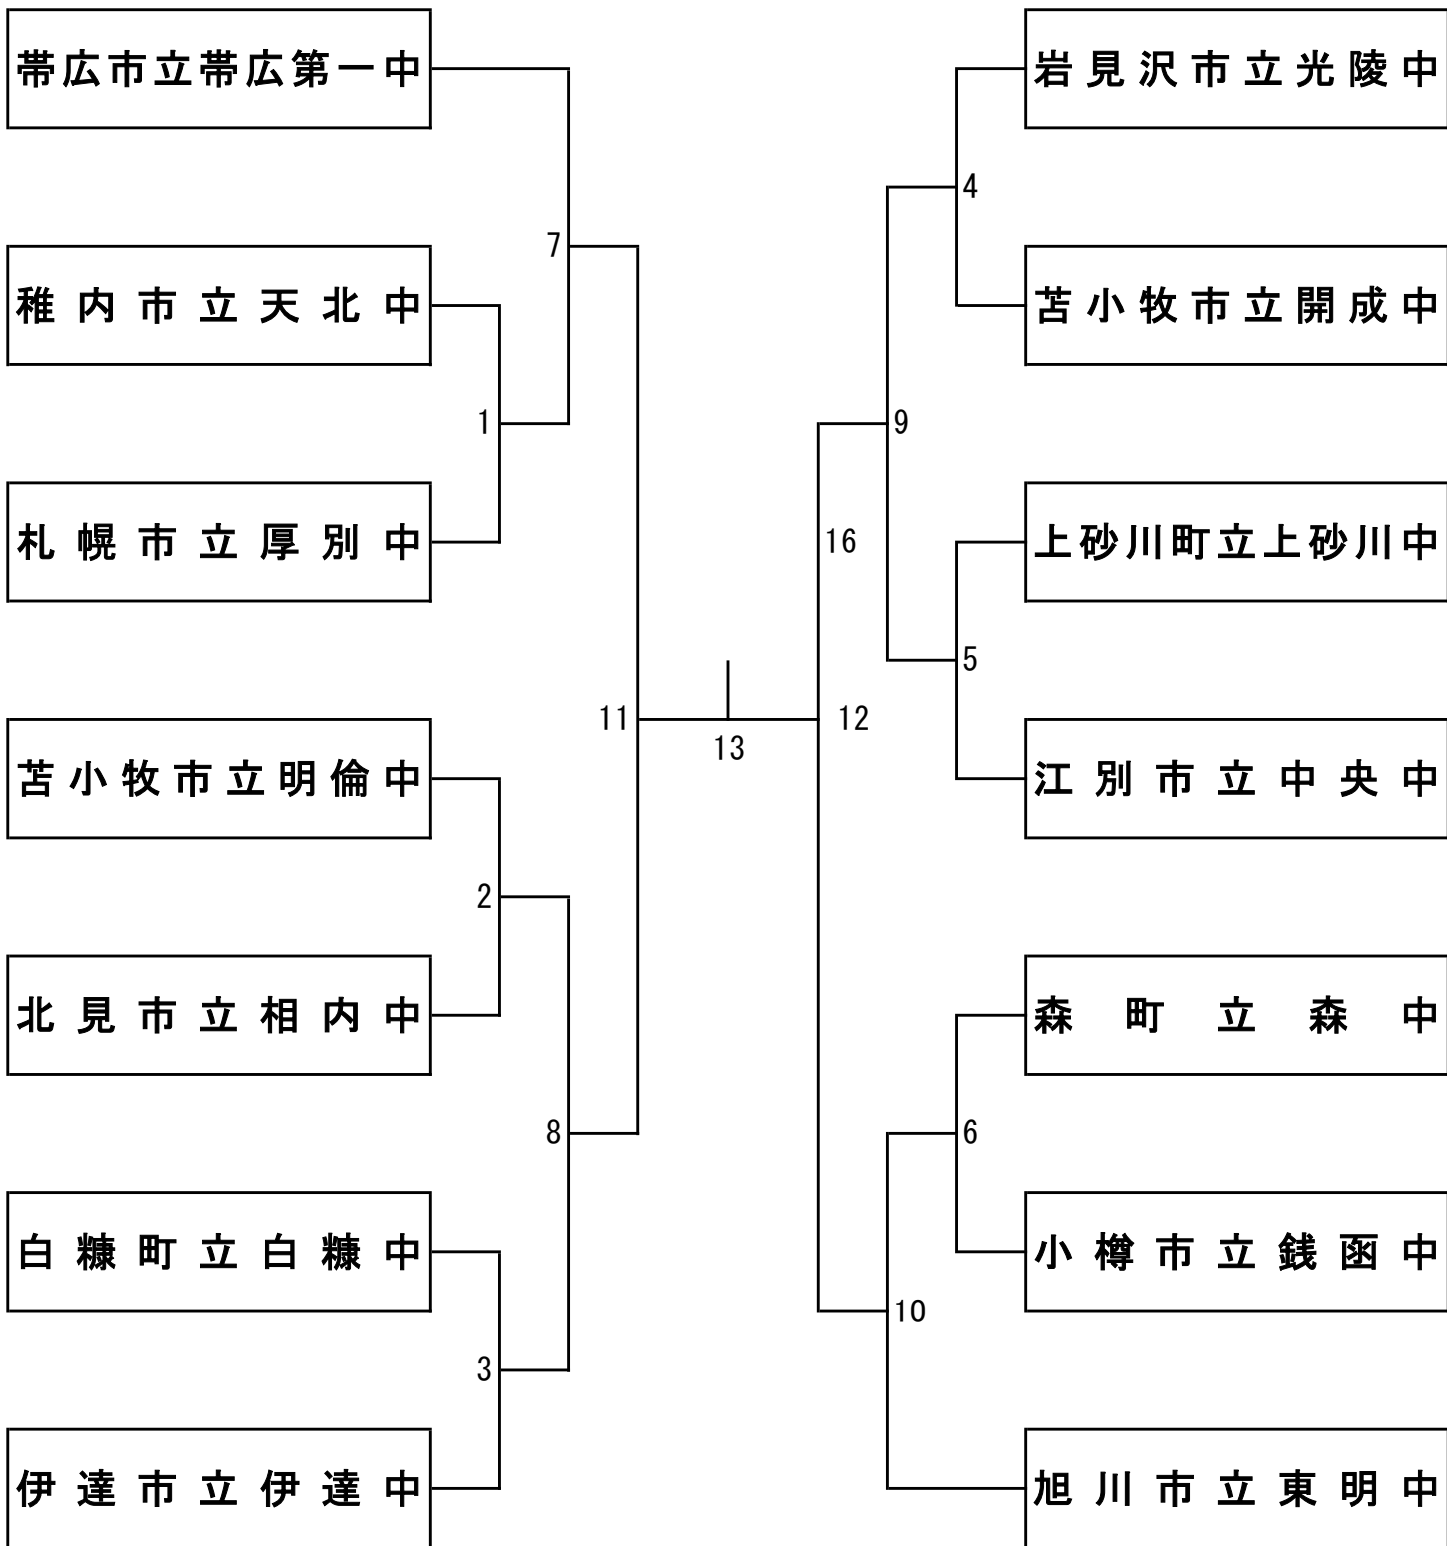 帯広市立帯広第一中
岩見沢市立光陵中
4
7
稚内市立天北中
苫小牧市立開成中
1
9
札幌市立厚別中
16
上砂川町立上砂川中
5
11
12
13
苫小牧市立明倫中
江別市立中央中
2
北見市立相内中
森町立森中
8
6
白糠町立白糠中
小樽市立銭函中
10
3
伊達市立伊達中
旭川市立東明中